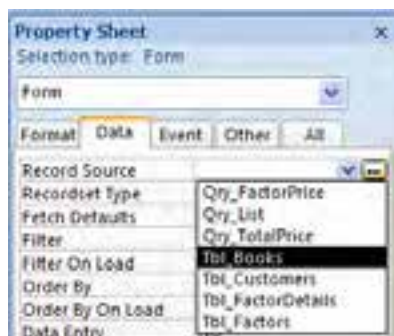 Property Sheet
Selection type: Form
Form
Format Data Event Other All
Record Source
Recordset Type
Fetch Defaults
Filter
Filter On Load
Order By
Order By On Load
Data Entry
Qry_FactorPrice
Qry_List
Qry_TotalPrice
Tbl_Books
Tbl_Customers
Tbl_FactorDetails
Tbl_Factors